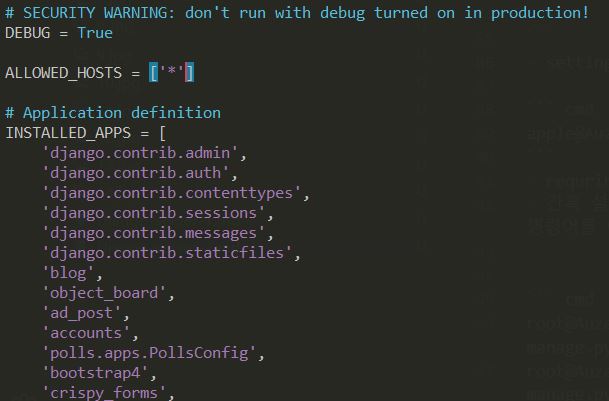 # SECURITY WARNING: don't run with debug turned on in production!
DEBUG = True
ALLOWED_HOSTS = ['*']
# Application definition
INSTALLED_APPS = [
    'django.contrib.admin',
    'django.contrib.auth',
    'django.contrib.contenttypes',
    'django.contrib.sessions',
    'django.contrib.messages',
    'django.contrib.staticfiles',
    'blog',
    'object_board',
    'ad_post',
    'accounts',
    'polls.apps.PollsConfig',
    'bootstrap4',
    'crispy_forms',